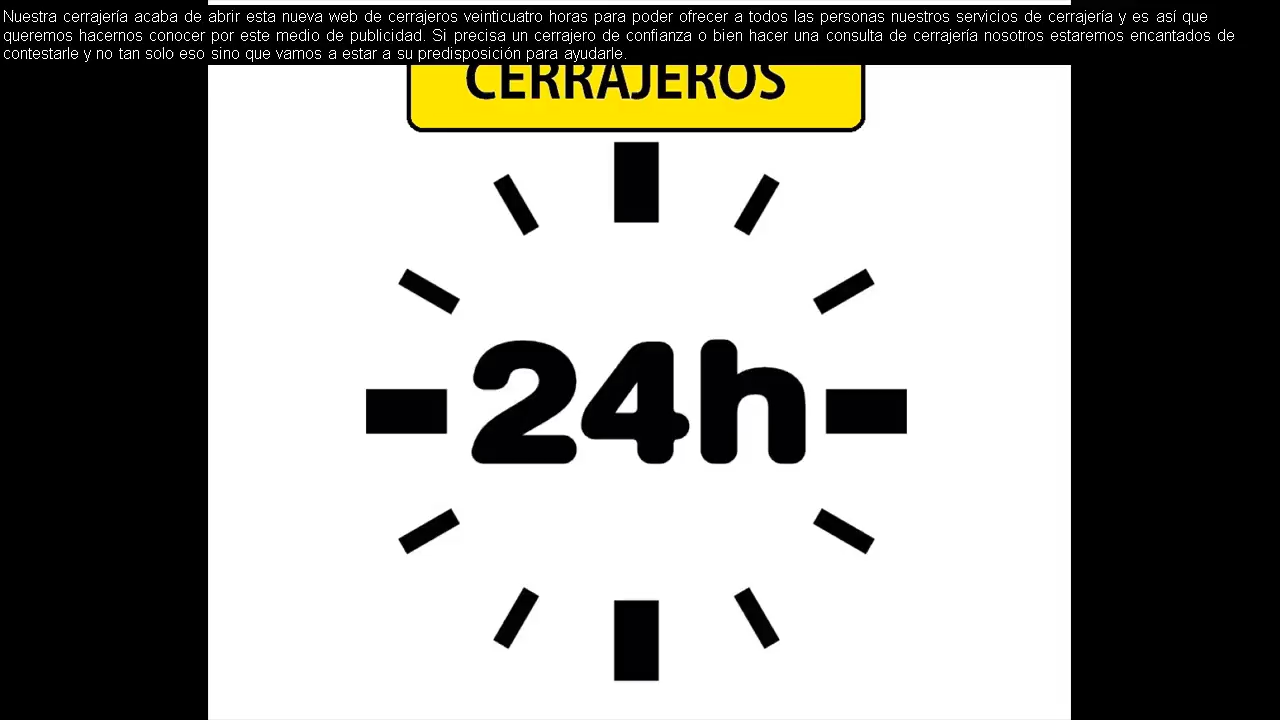 Nuestra cerrajería acaba de abrir esta nueva web de cerrajeros veinticuatro horas para poder ofrecer a todos las personas nuestros servicios de cerrajería y es así que
queremos hacernos conocer por este medio de publicidad. Si precisa un cerrajero de confianza o bien hacer una consulta de cerrajería nosotros estaremos encantados de
contestarle y no tan solo eso sino que vamos a estar a su predisposición para ayudarle.
CERRAJEROS
24h